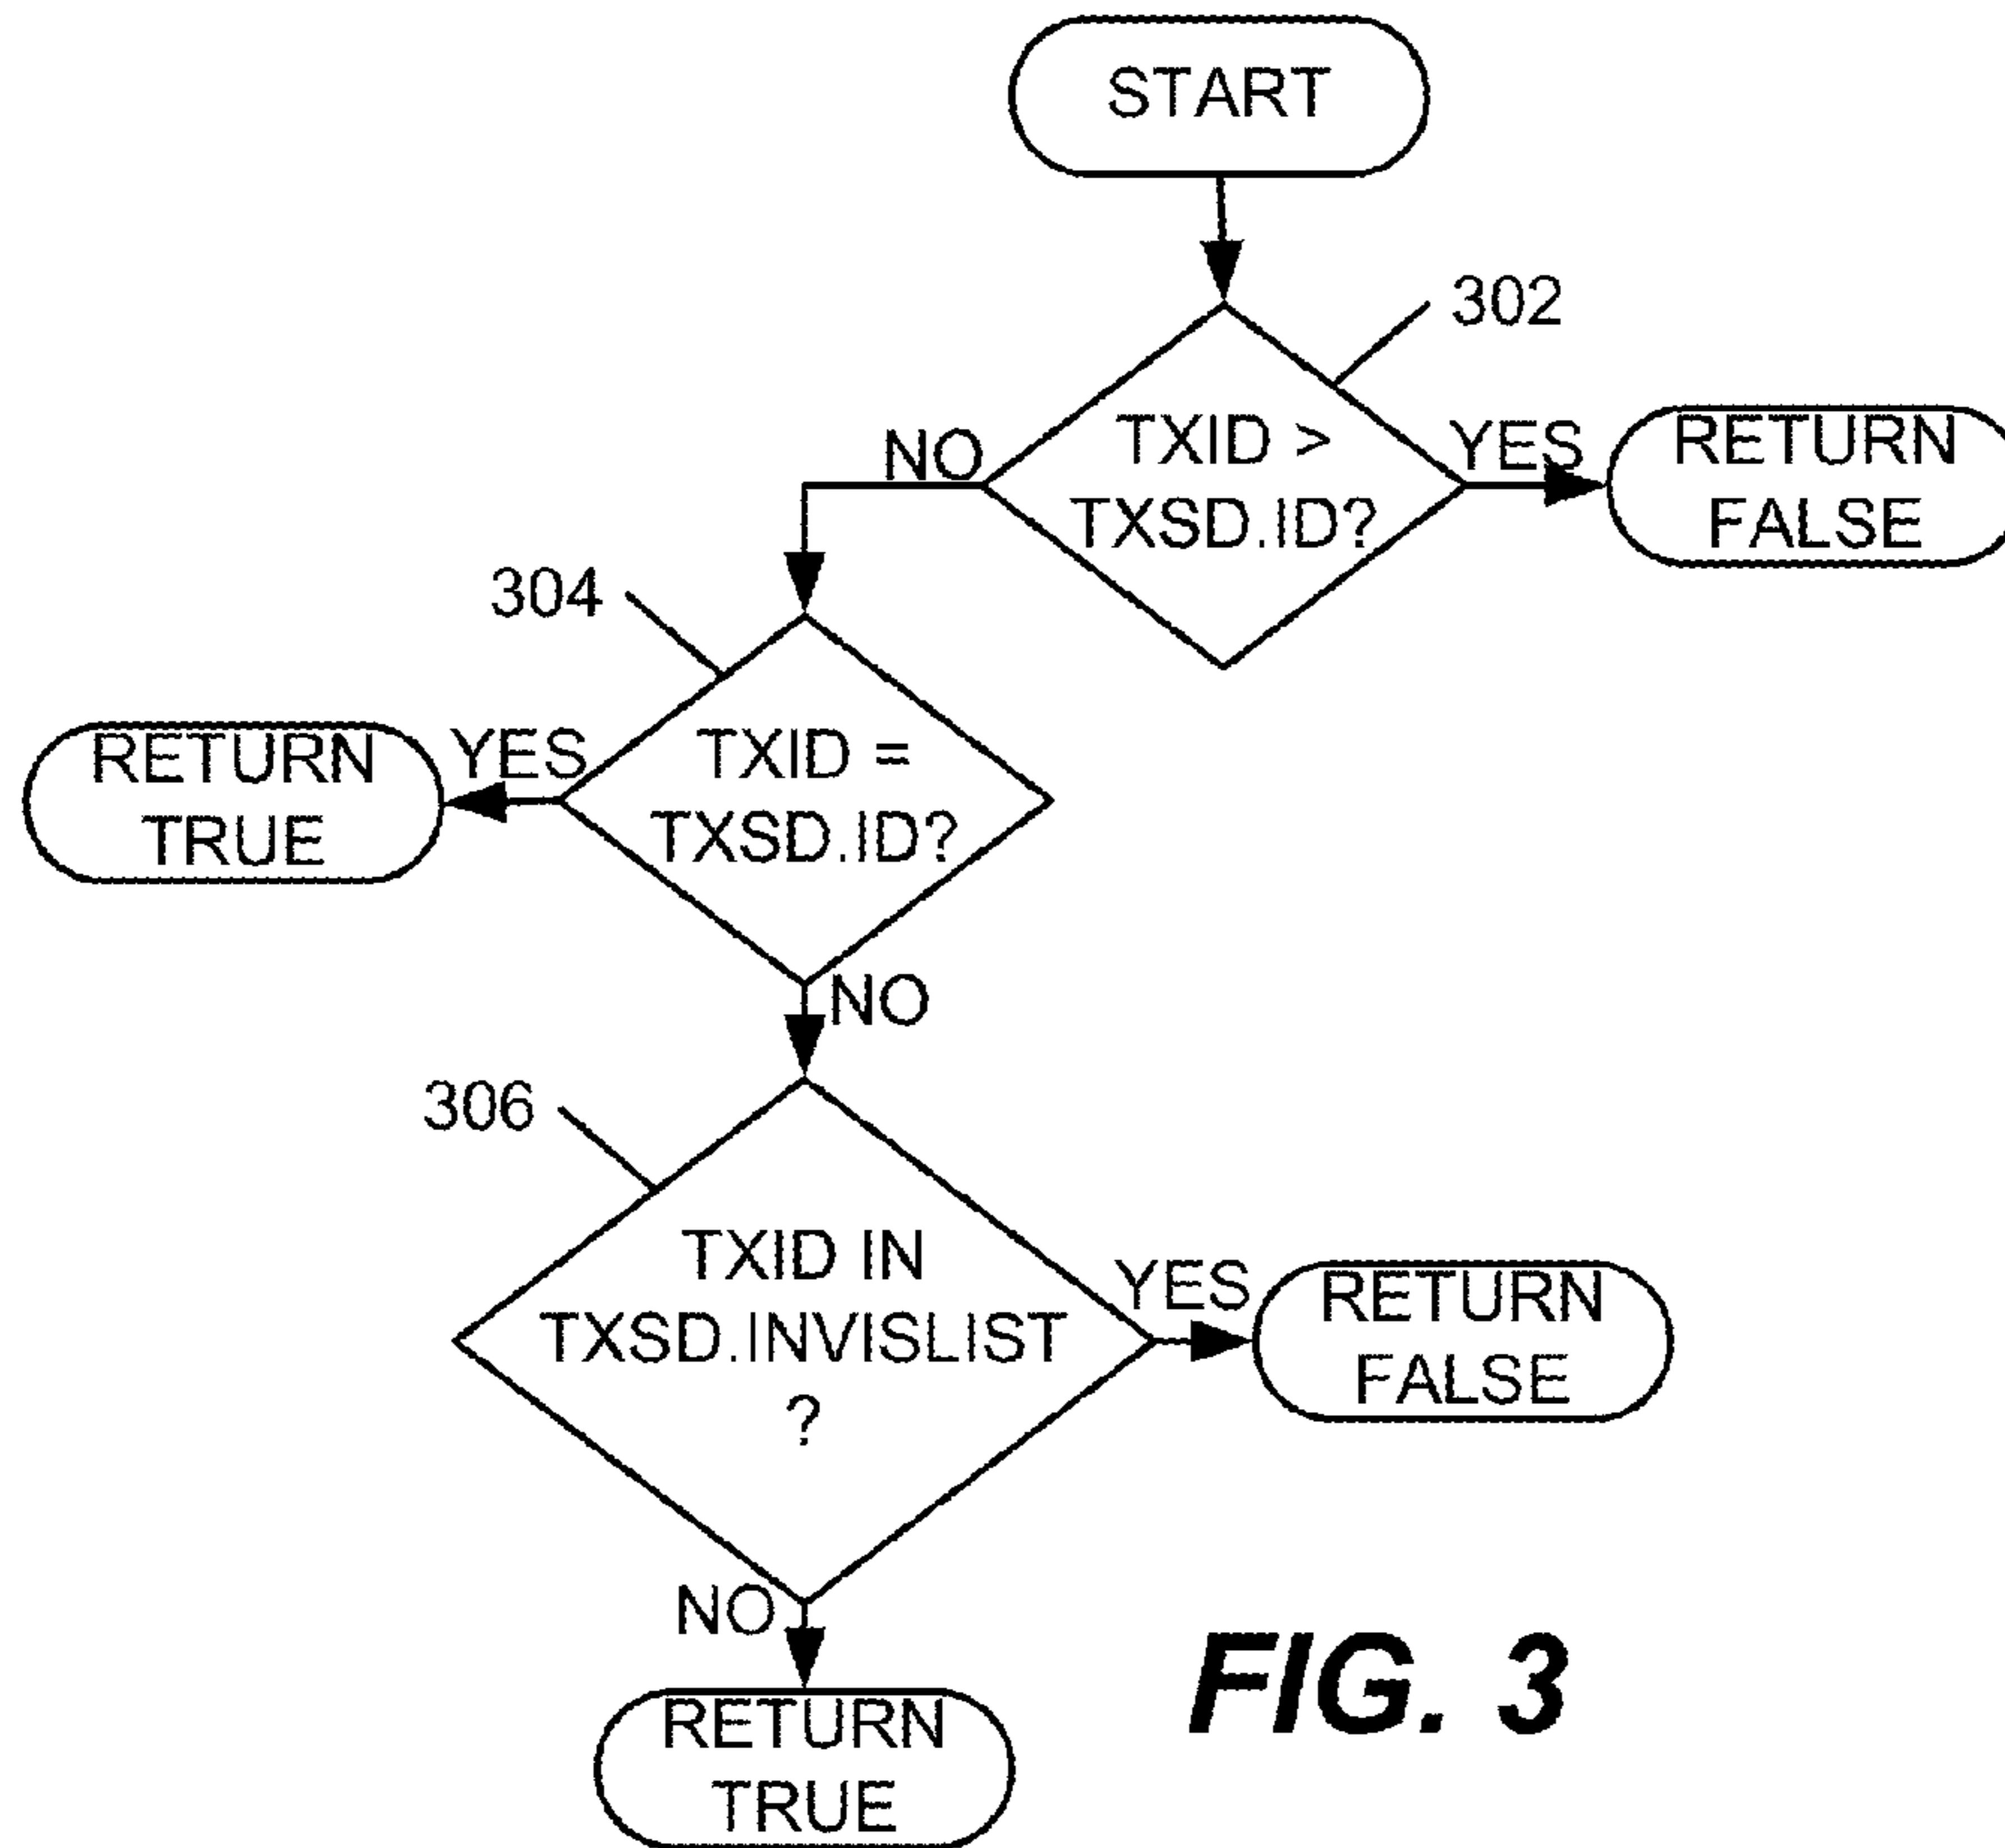 START
302
TXID >
TXSD.ID?
NO
YES
RETURN
FALSE
304
TXID =
TXSD.ID?
YES
RETURN
TRUE
NO
306
TXID IN
TXSD.INVISLIST
?
YES
RETURN
FALSE
NO
RETURN
TRUE
FIG. 3